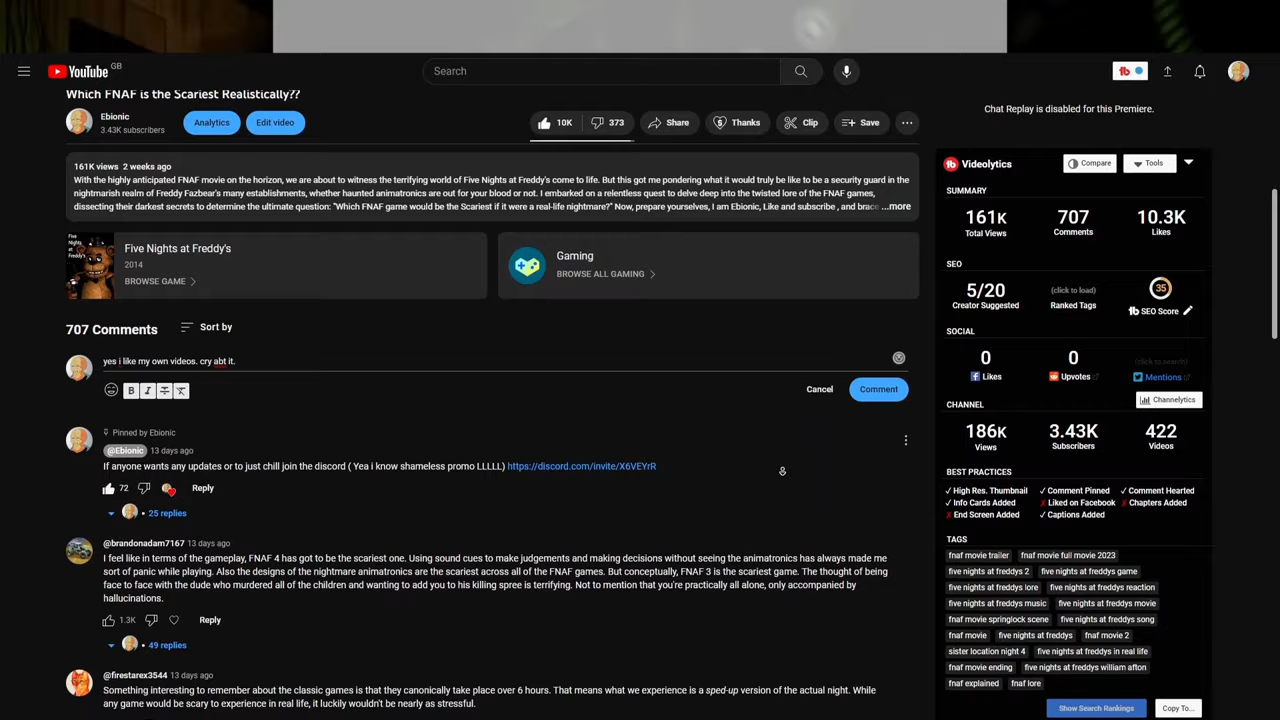 YouTube GB
Search
Which FNAF is the Scariest Realistically??
Ebionic
3.43K subscribers
Analytics
Edit video
10K
373
Share
Thanks
Clip
Save
161K views 2 weeks ago
With the highly anticipated FNAF movie on the horizon, we are about to witness the terrifying world of Five Nights at Freddy's come to life. But this got me pondering what it would truly be like to be a security guard in the
nightmarish realm of Freddy Fazbear's many establishments, whether haunted animatronics are out for your blood or not. I embarked on a relentless quest to delve deep into the twisted lore of the FNAF games,
dissecting their darkest secrets to determine the ultimate question: "Which FNAF game would be the Scariest if it were a real-life nightmare?" Now, prepare yourselves, I am Ebionic, Like and subscribe , and brace ...more
Five Nights at Freddy's
Five Nights at Freddy's
2014
BROWSE GAME
Gaming
BROWSE ALL GAMING
707 Comments
Sort by
yes i like my own videos. cry abt it.
B I T T
Cancel
Comment
Pinned by Ebionic
@Ebionic 13 days ago
If anyone wants any updates or to just chill join the discord ( Yea i know shameless promo LLLLL) https://discord.com/invite/X6VEYrR
72
Reply
25 replies
@brandonadam7167 13 days ago
I feel like in terms of the gameplay, FNAF 4 has got to be the scariest one. Using sound cues to make judgements and making decisions without seeing the animatronics has always made me
sort of panic while playing. Also the designs of the nightmare animatronics are the scariest across all of the FNAF games. But conceptually, FNAF 3 is the scariest game. The thought of being
face to face with the dude who murdered all of the children and wanting to add you to his killing spree is terrifying. Not to mention that you're practically all alone, only accompanied by
hallucinations.
1.3K
Reply
49 replies
@firestarex3544 13 days ago
Something interesting to remember about the classic games is that they canonically take place over 6 hours. That means what we experience is a sped-up version of the actual night. While
any game would be scary to experience in real life, it luckily wouldn't be nearly as stressful.
tb
Chat Replay is disabled for this Premiere.
tb Videolytics
Compare
Tools
SUMMARY
161K
707
10.3K
Total Views
Comments
Likes
SEO
5/20
(click to load)
35
Creator Suggested
Ranked Tags
tb SEO Score
SOCIAL
0
0
(click to search)
Likes
Upvotes
Mentions
Channelytics
CHANNEL
186K
3.43K
422
Views
Subscribers
Videos
BEST PRACTICES
✓ High Res. Thumbnail
✓ Comment Pinned
✓ Comment Hearted
✓ Info Cards Added
✗ Liked on Facebook
✗ Chapters Added
✗ End Screen Added
✓ Captions Added
TAGS
fnaf movie trailer
fnaf movie full movie 2023
five nights at freddys 2
five nights at freddys game
five nights at freddys lore
five nights at freddys reaction
five nights at freddys music
five nights at freddys movie
fnaf movie springlock scene
five nights at freddys song
fnaf movie
five nights at freddys
fnaf movie 2
sister location night 4
five nights at freddys in real life
fnaf movie ending
five nights at freddys william afton
fnaf explained
fnaf lore
Show Search Rankings
Copy To...